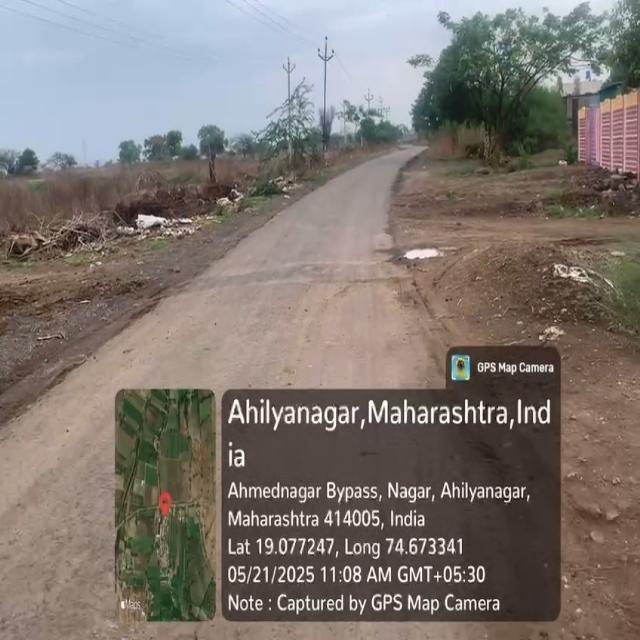 GPS Map Camera
Ahilyanagar,Maharashtra,Ind
ia
Ahmednagar Bypass, Nagar, Ahilyanagar,
Maharashtra 414005, India
Lat 19.077247, Long 74.673341
05/21/2025 11:08 AM GMT+05:30
Note : Captured by GPS Map Camera
Maps